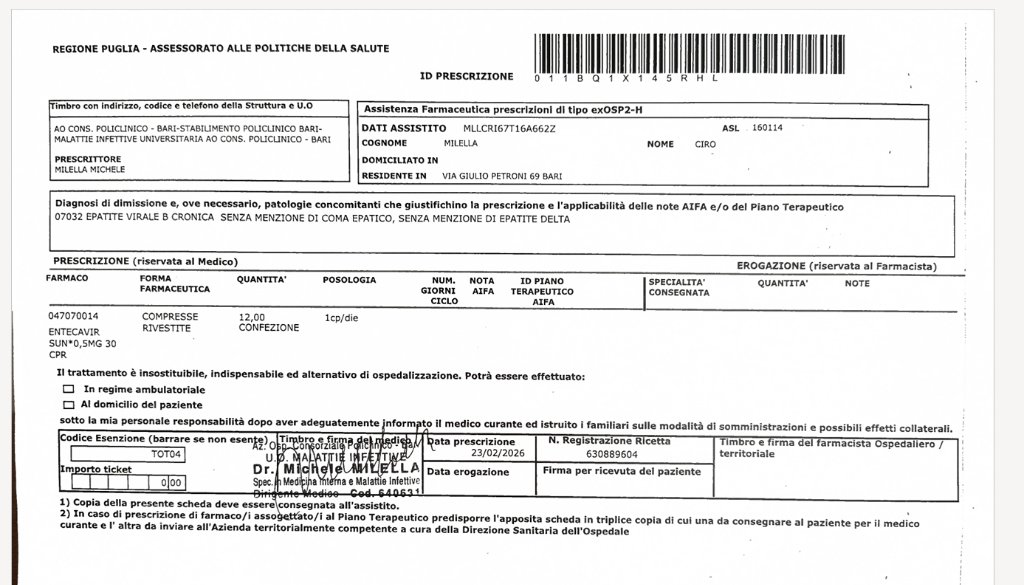 REGIONE PUGLIA - ASSESSORATO ALLE POLITICHE DELLA SALUTE
ID PRESCRIZIONE
011BQ1X145RHL
Timbro con indirizzo, codice e telefono della Struttura e U.O
AO CONS. POLICLINICO - BARI-STABILIMENTO POLICLINICO BARI-
MALATTIE INFETTIVE UNIVERSITARIA AO CONS. POLICLINICO - BARI
PRESCRITTORE
MILELLA MICHELE
Assistenza Farmaceutica prescrizioni di tipo exOSP2-H
DATI ASSISTITO MLLCRI67T16A662Z ASL 160114
COGNOME MILELLA NOME CIRO
DOMICILIATO IN
RESIDENTE IN VIA GIULIO PETRONI 69 BARI
Diagnosi di dimissione e, ove necessario, patologie concomitanti che giustifichino la prescrizione e l'applicabilità delle note AIFA e/o del Piano Terapeutico
07032 EPATITE VIRALE B CRONICA SENZA MENZIONE DI COMA EPATICO, SENZA MENZIONE DI EPATITE DELTA
PRESCRIZIONE (riservata al Medico)
EROGAZIONE (riservata al Farmacista)
FARMACO
FORMA FARMACEUTICA
QUANTITA'
POSOLOGIA
NUM. GIORNI CICLO
NOTA AIFA
ID PIANO TERAPEUTICO AIFA
SPECIALITA' CONSEGNATA
QUANTITA'
NOTE
047070014
ENTECAVIR
SUN*0,5MG 30
CPR
COMPRESSE
RIVESTITE
12,00
CONFEZIONE
1cp/die
Il trattamento è insostituibile, indispensabile ed alternativo di ospedalizzazione. Potrà essere effettuato:
In regime ambulatoriale
Al domicilio del paziente
sotto la mia personale responsabilità dopo aver adeguatamente informato il medico curante ed istruito i familiari sulle modalità di somministrazioni e possibili effetti collaterali.
Codice Esenzione (barrare se non esente)
TOT04
Importo ticket
0 00
Timbro e firma del medico
Az. Osp. Consorziale Policlinico - Bari
U.O. MALATTIE INFETTIVE
Dr. Michele MILELLA
Spec. in Medicina Interna e Malattie Infettive
Dirigente Medico - Cod. 640631
Data prescrizione
23/02/2026
Data erogazione
N. Registrazione Ricetta
630889604
Firma per ricevuta del paziente
Timbro e firma del farmacista Ospedaliero /
territoriale
1) Copia della presente scheda deve essere consegnata all'assistito.
2) In caso di prescrizione di farmaco/i assogettato/i al Piano Terapeutico predisporre l'apposita scheda in triplice copia di cui una da consegnare al paziente per il medico
curante e l' altra da inviare all'Azienda territorialmente competente a cura della Direzione Sanitaria dell'Ospedale